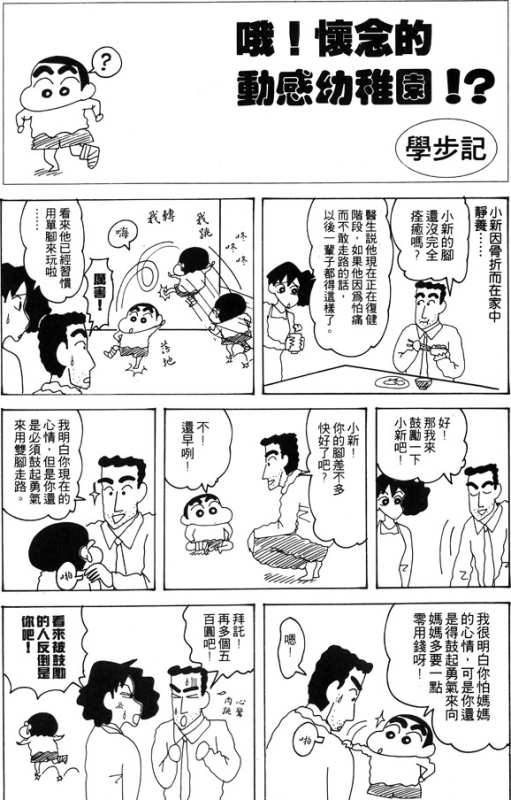 哦！懷念的
動感幼稚園！？
學步記
？
小新因骨折而在家中
靜養……
小新的腳
還沒完全
痊癒嗎？
醫生說他現在正在復健
階段，如果他因為怕痛
而不敢走路的話，
以後一輩子都得這樣了。
咚咚
咚咚
我跳
我轉
嗨
落地
厲害！
看來他已經習慣
用單腳來玩啦
……
好！
那我來
鼓勵一下
小新吧！
小新！
你的腳差不多
快好了吧？
不！
還早咧！
我明白你現在的
心情，但是你還
是必須鼓起勇氣
來用雙腳走路。
啪
我很明白你怕媽媽
的心情，可是你還
是得鼓起勇氣來向
媽媽多要一點
零用錢呀！
嗯！
啪
拜託！
再多個五
百圓吧！
心驚
肉跳
看來被鼓勵
的人反倒是
你吧！